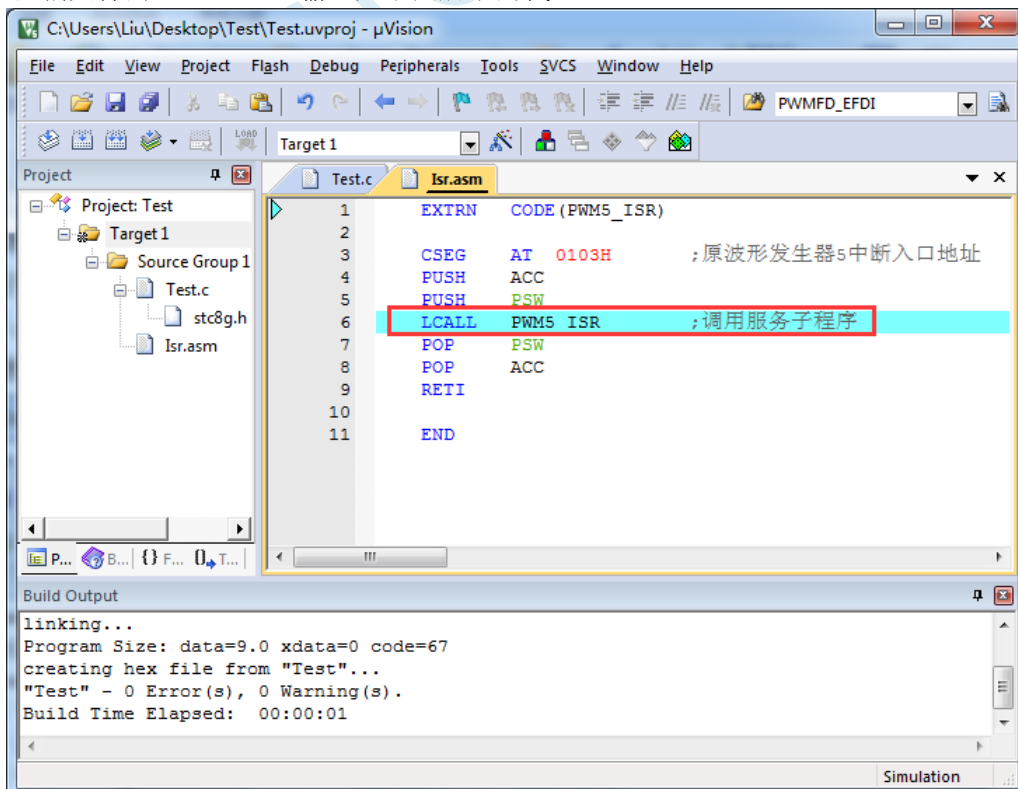 C:\Users\Liu\Desktop\Test\Test.uvproj - µVision
File Edit View Project Flash Debug Peripherals Tools SVCS Window Help
PWMFD_EFDI
LOAD Target 1
Project
Test.c Isr.asm
Project: Test
Target 1
Source Group 1
Test.c
stc8g.h
Isr.asm
1 EXTRN CODE(PWM5_ISR)
2
3 CSEG AT 0103H ;原波形发生器5中断入口地址
4 PUSH ACC
5 PUSH PSW
6 LCALL PWM5 ISR ;调用服务子程序
7 POP PSW
8 POP ACC
9 RETI
10
11 END
P... B... {} F... 0 T...
Build Output
linking...
Program Size: data=9.0 xdata=0 code=67
creating hex file from "Test"...
"Test" - 0 Error(s), 0 Warning(s).
Build Time Elapsed: 00:00:01
Simulation